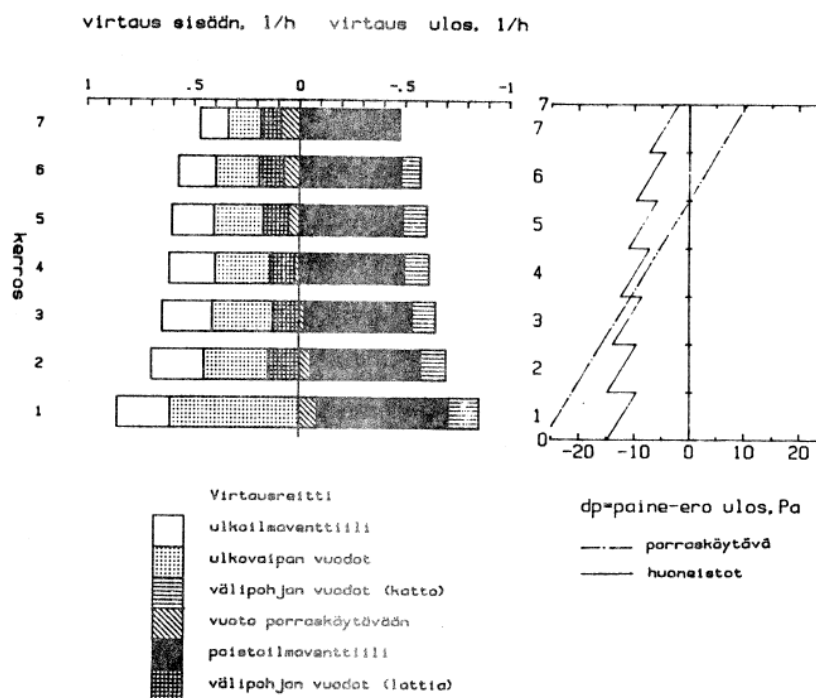 virtaus sisään, l/h virtaus ulos, l/h
1 .5 0 -.5 -1
7
6
5
4
3
2
1
kerros
7
7
6
5
4
3
2
1
0
-20 -10 0 10 20
dp=paine-ero ulos, Pa
porraskäytävä
huoneistot
Virtausreitti
ulkoilmaventtiili
ulkovaipan vuodot
välipohjan vuodot (katto)
vuoto porraskäytävään
poistoilmaventtiili
välipohjan vuodot (lattia)